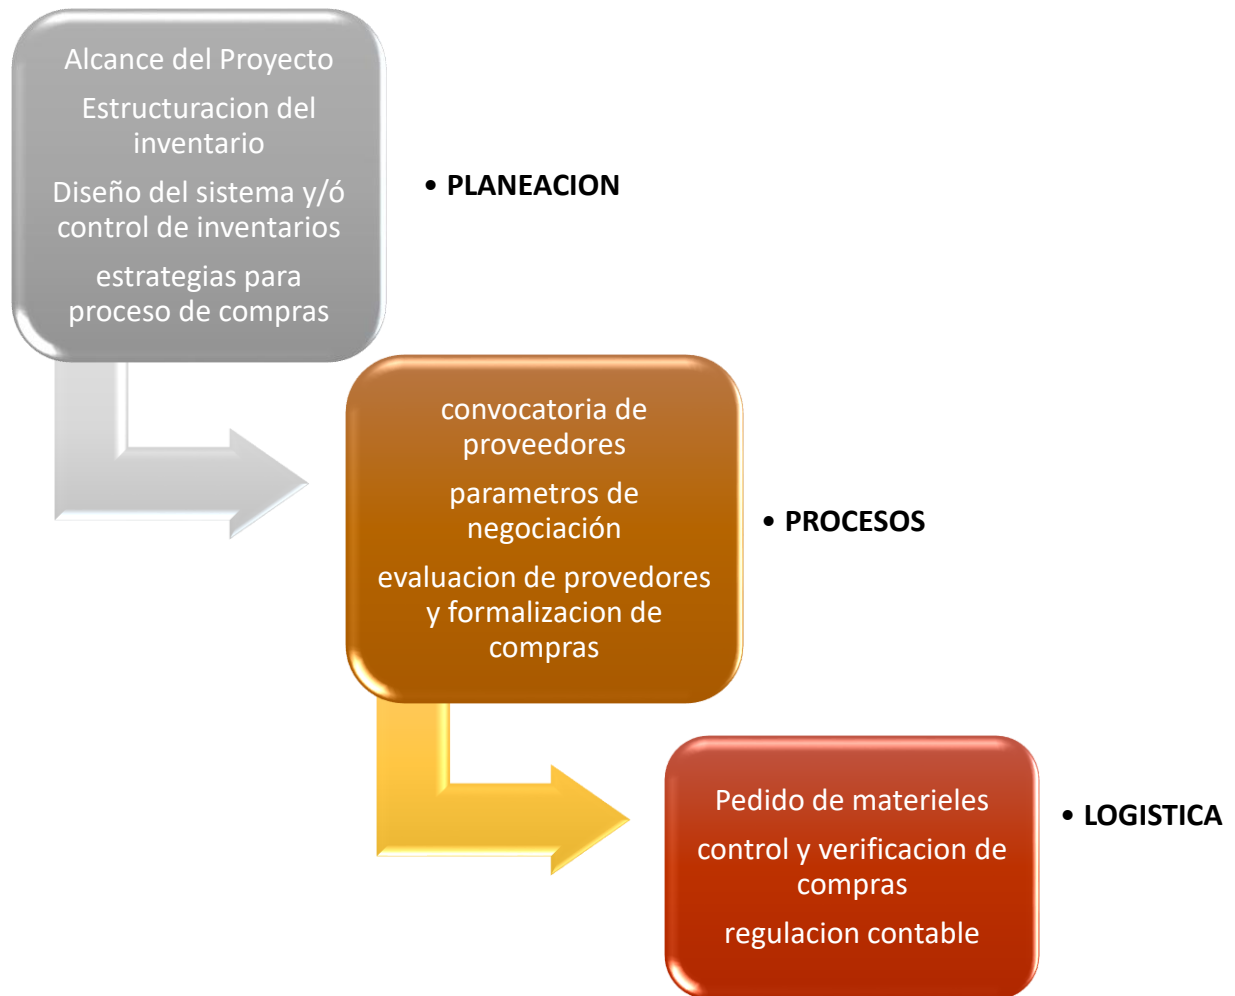 Alcance del Proyecto
Estructuracion del
inventario
Diseño del sistema y/ó
control de inventarios
estrategias para
proceso de compras
• PLANEACION
convocatoria de
proveedores
parametros de
negociación
evaluacion de provedores
y formalizacion de
compras
• PROCESOS
Pedido de materieles
control y verificacion de
compras
regulacion contable
• LOGISTICA